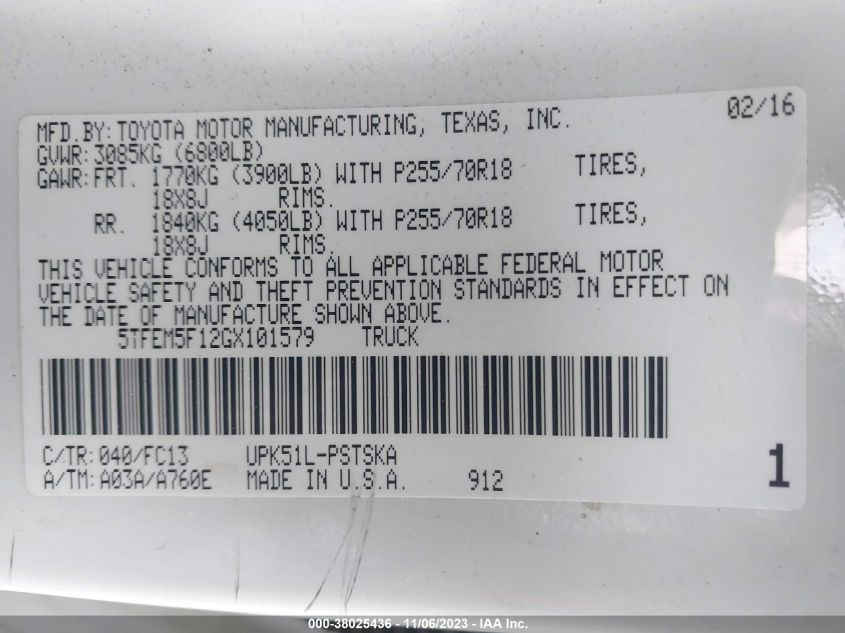 02/16
MFD.BY:TOYOTA MOTOR MANUFACTURING, TEXAS, INC.
GVWR:3085KG (6800LB)
GAWR:FRT. 1770KG (3900LB) WITH P255/70R18 TIRES,
18X8J RIMS.
RR. 1840KG (4050LB) WITH P255/70R18 TIRES,
18X8J RIMS.
THIS VEHICLE CONFORMS TO ALL APPLICABLE FEDERAL MOTOR
VEHICLE SAFETY AND THEFT PREVENTION STANDARDS IN EFFECT ON
THE DATE OF MANUFACTURE SHOWN ABOVE.
5TFEM5F12GX101579 TRUCK
C/TR:040/FC13 UPK51L-PSTSKA
A/TM:A03A/A760E MADE IN U.S.A. 912
1
000-38025436 - 11/06/2023 - IAA Inc.